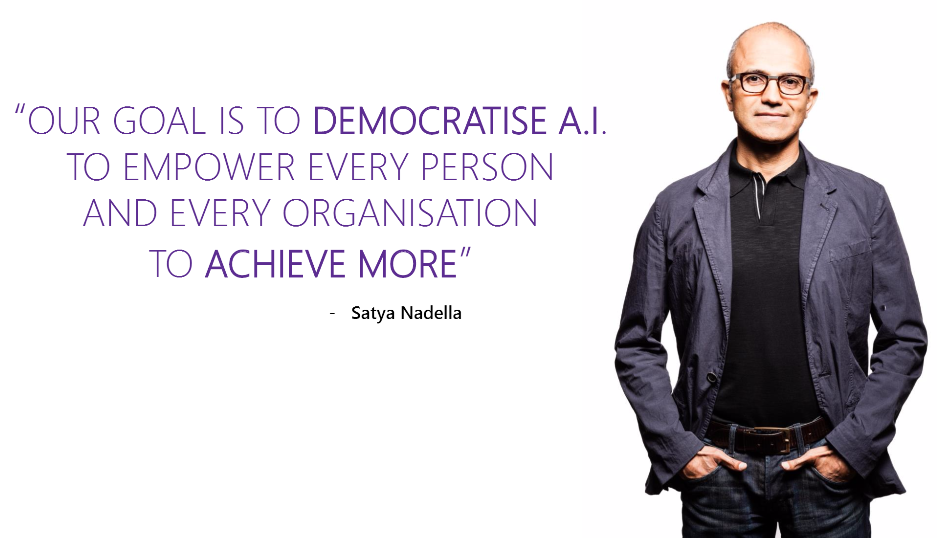 “OUR GOAL IS TO DEMOCRATISE A.I.
TO EMPOWER EVERY PERSON
AND EVERY ORGANISATION
TO ACHIEVE MORE”
- Satya Nadella